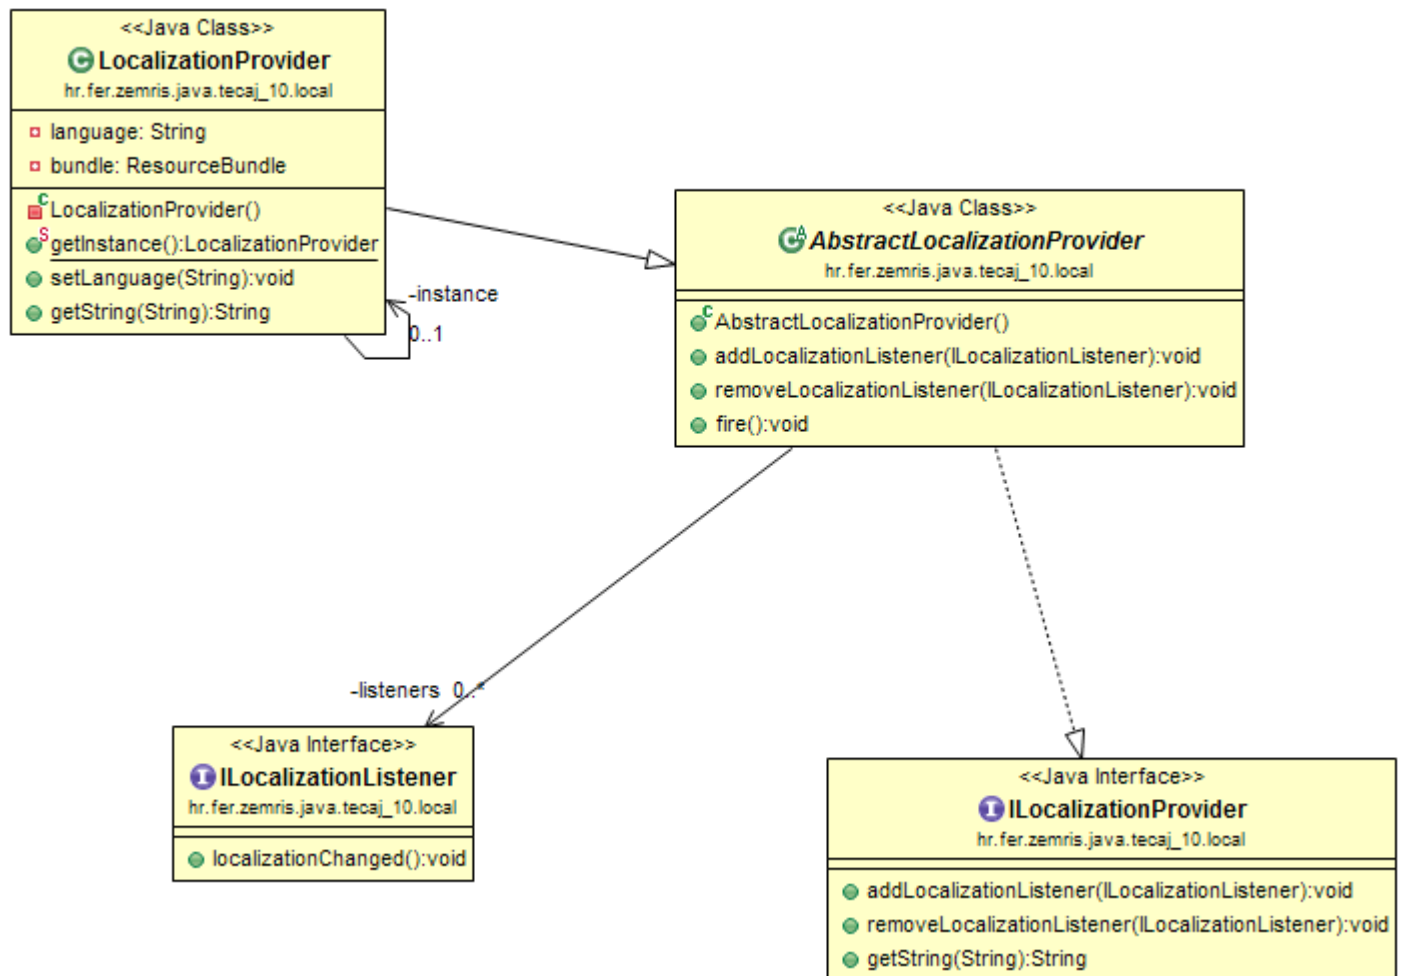 <<Java Class>>
LocalizationProvider
hr.fer.zemris.java.tecaj_10.local
language: String
bundle: ResourceBundle
LocalizationProvider()
getInstance():LocalizationProvider
setLanguage(String):void
getString(String):String
-instance
0..1
<<Java Class>>
AbstractLocalizationProvider
hr.fer.zemris.java.tecaj_10.local
AbstractLocalizationProvider()
addLocalizationListener(ILocalizationListener):void
removeLocalizationListener(ILocalizationListener):void
fire():void
-listeners 0..*
<<Java Interface>>
ILocalizationListener
hr.fer.zemris.java.tecaj_10.local
localizationChanged():void
<<Java Interface>>
ILocalizationProvider
hr.fer.zemris.java.tecaj_10.local
addLocalizationListener(ILocalizationListener):void
removeLocalizationListener(ILocalizationListener):void
getString(String):String